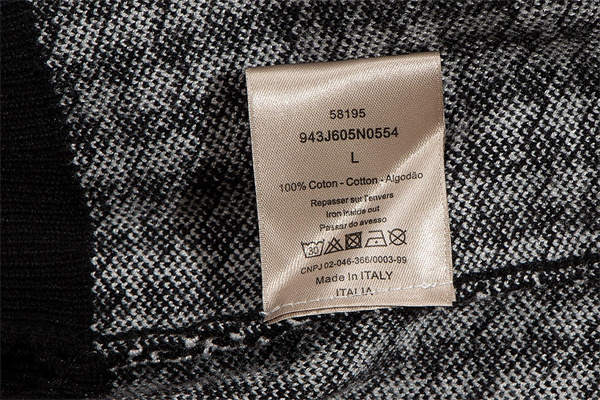 58195
943J605N0554
L
100% Coton - Cotton - Algodão
Repasser sur l'envers
Iron inside out
Passar do avesso
30
CNPJ 02-046-366/0003-99
Made In ITALY
ITALIA